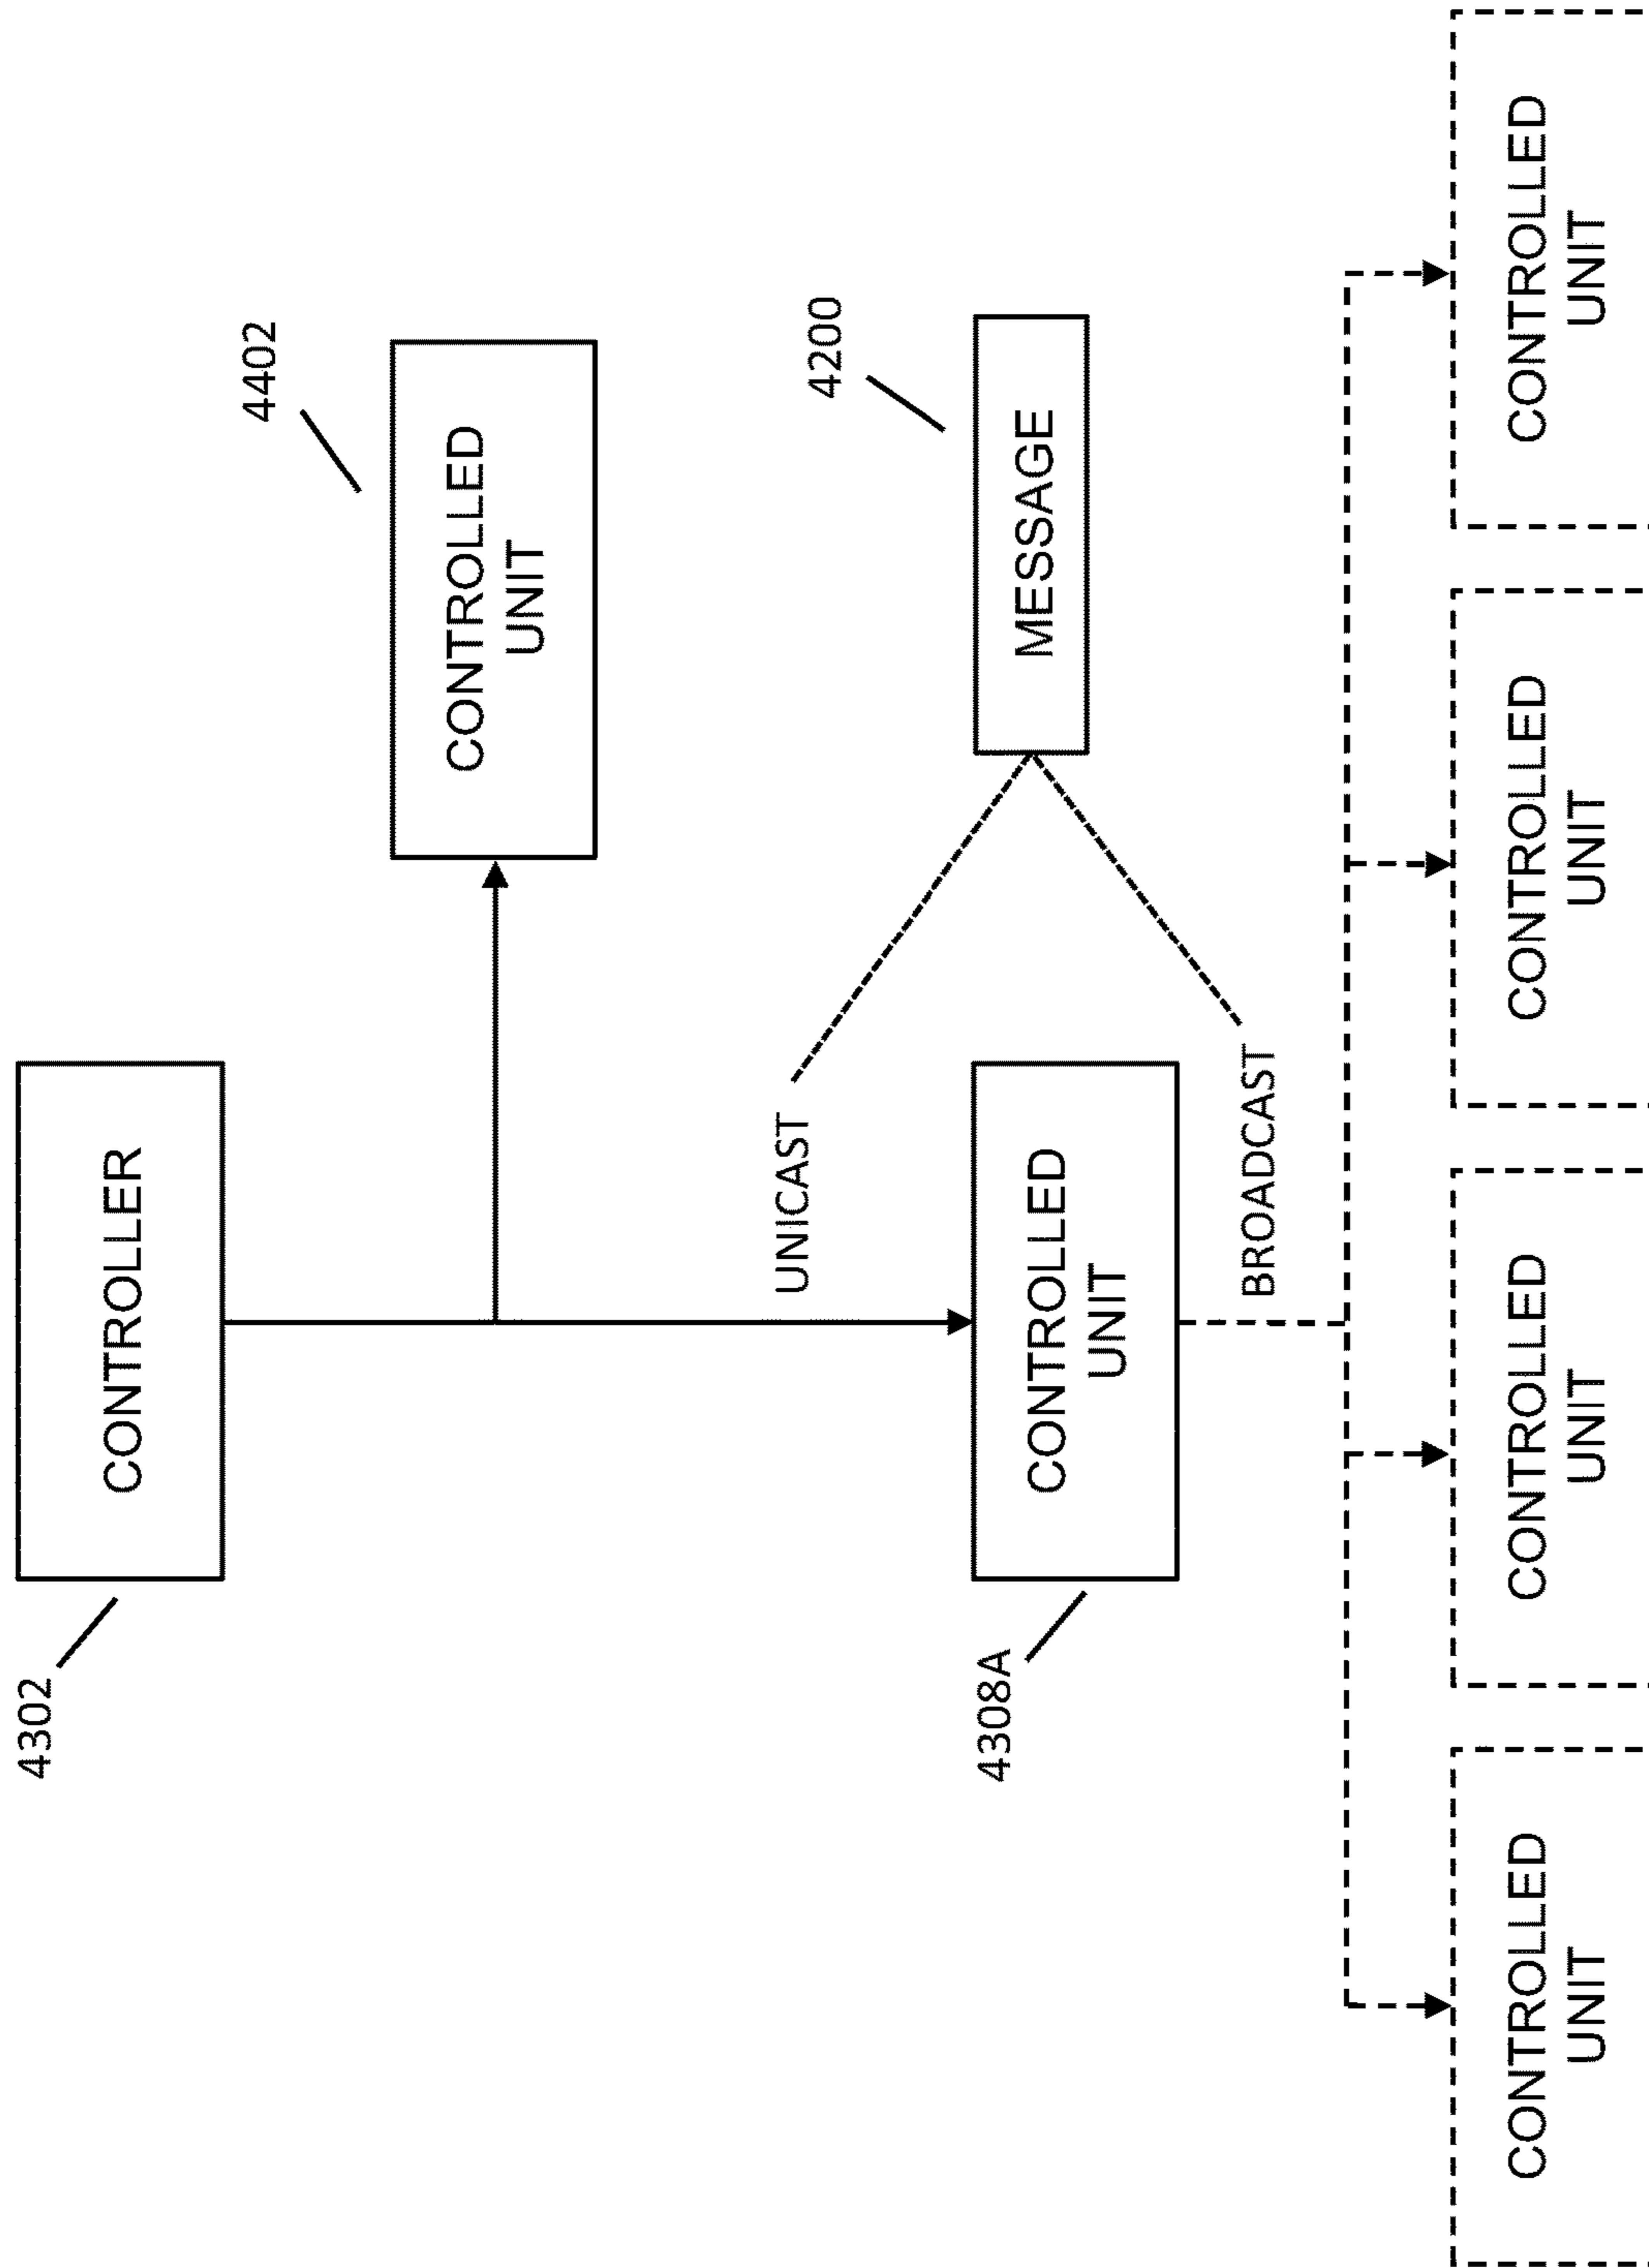 4302
CONTROLLER
4402
CONTROLLED
UNIT
UNICAST
4200
MESSAGE
4308A
CONTROLLED
UNIT
BROADCAST
CONTROLLED
UNIT
CONTROLLED
UNIT
CONTROLLED
UNIT
CONTROLLED
UNIT